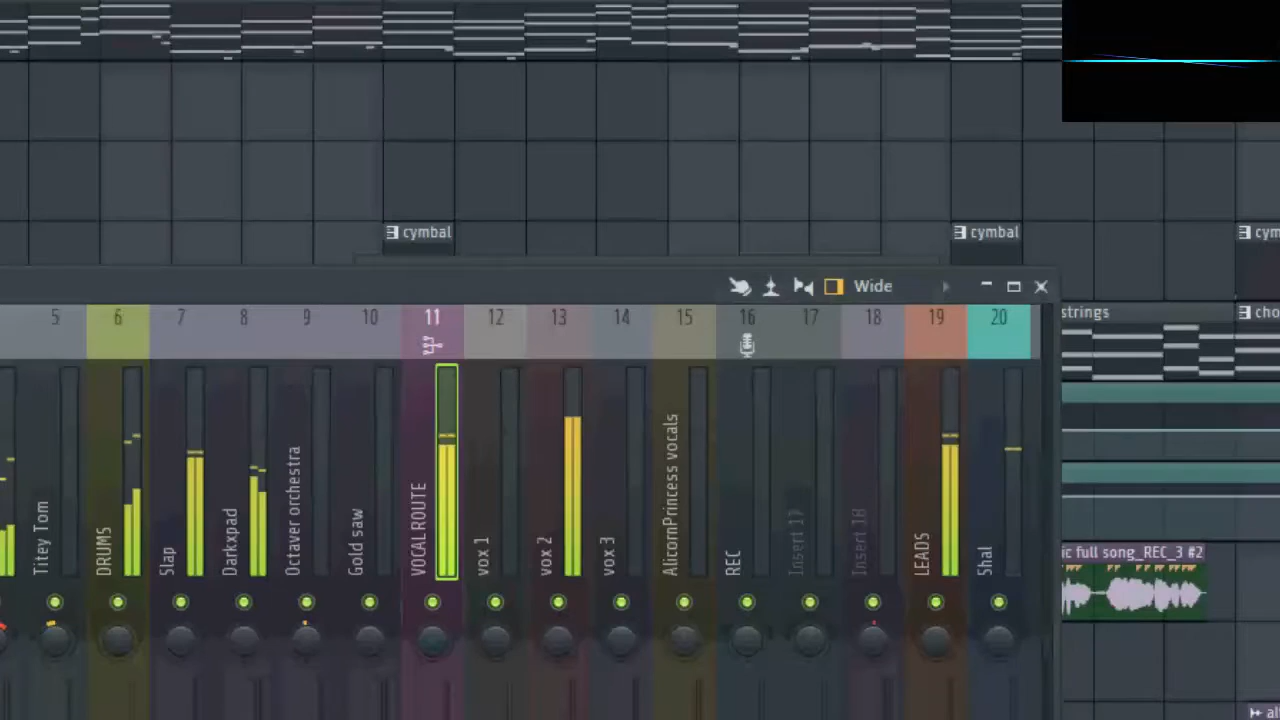 cymbal
cymbal
cym
Wide
strings
cho
5 6 7 8 9 10 11 12 13 14 15 16 17 18 19 20
Titey Tom
DRUMS
Slap
Darkxpad
Octaver orchestra
Gold saw
VOCALROUTE
vox 1
vox 2
vox 3
AlicornPrincess vocals
REC
Insert 17
Insert 18
LEADS
Shal
ic full song_REC_3 #2
al